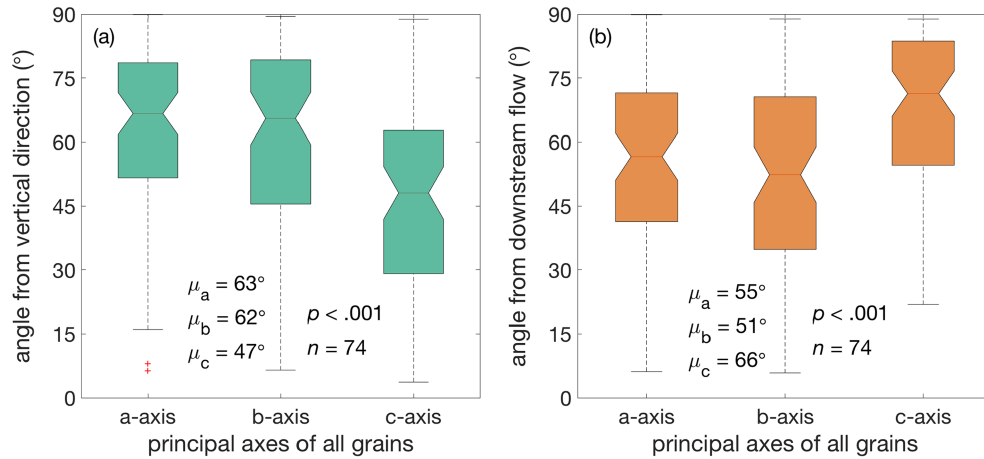 (a)
angle from vertical direction (°)
90
75
60
45
30
15
0
μa = 63°
μb = 62°
μc = 47°
p < .001
n = 74
a-axis b-axis c-axis
principal axes of all grains
(b)
angle from downstream flow (°)
90
75
60
45
30
15
0
μa = 55°
μb = 51°
μc = 66°
p < .001
n = 74
a-axis b-axis c-axis
principal axes of all grains